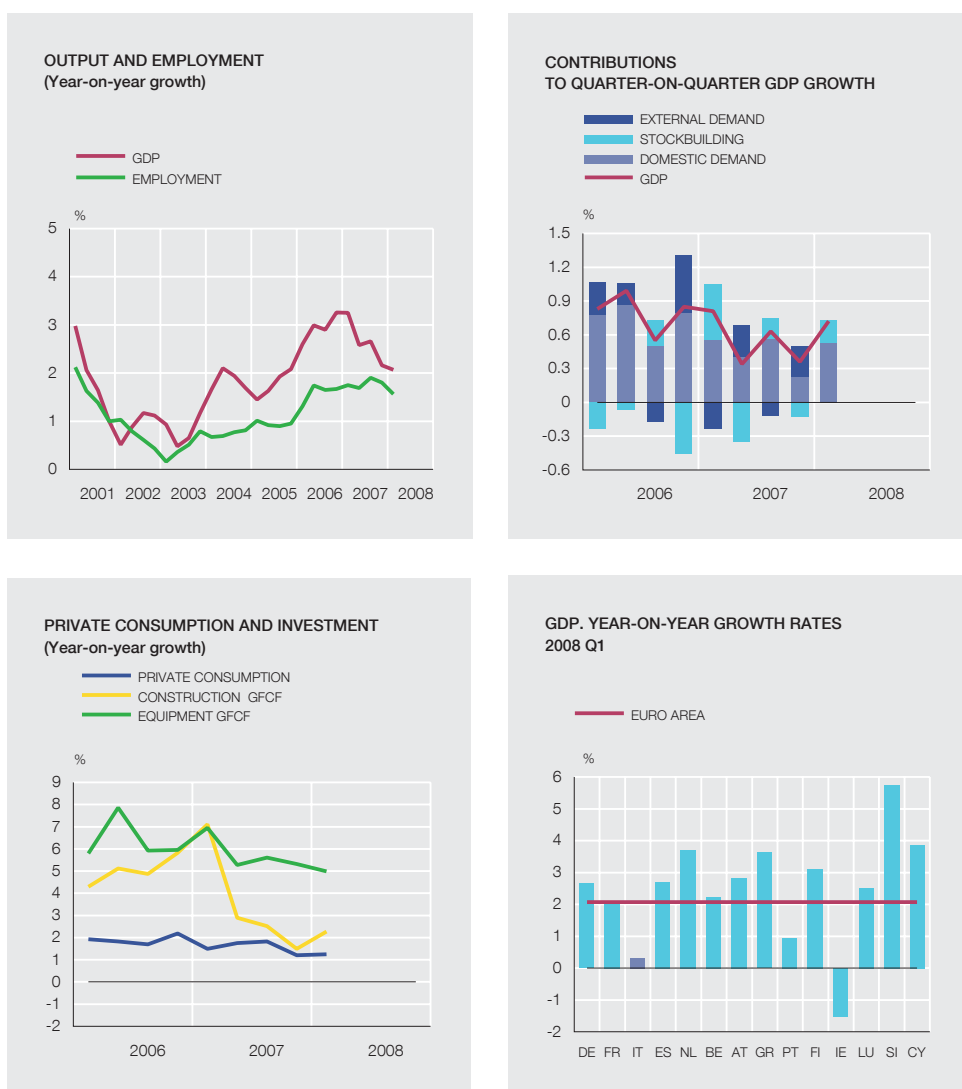 OUTPUT AND EMPLOYMENT
(Year-on-year growth)
GDP
EMPLOYMENT
%
5
4
3
2
1
0
2001 2002 2003 2004 2005 2006 2007 2008
CONTRIBUTIONS
TO QUARTER-ON-QUARTER GDP GROWTH
EXTERNAL DEMAND
STOCKBUILDING
DOMESTIC DEMAND
GDP
%
1.5
1.2
0.9
0.6
0.3
0
-0.3
-0.6
2006 2007 2008
PRIVATE CONSUMPTION AND INVESTMENT
(Year-on-year growth)
PRIVATE CONSUMPTION
CONSTRUCTION GFCF
EQUIPMENT GFCF
%
9
8
7
6
5
4
3
2
1
0
-1
-2
2006 2007 2008
GDP. YEAR-ON-YEAR GROWTH RATES
2008 Q1
EURO AREA
%
6
5
4
3
2
1
0
-1
-2
DE FR IT ES NL BE AT GR PT FI IE LU SI CY